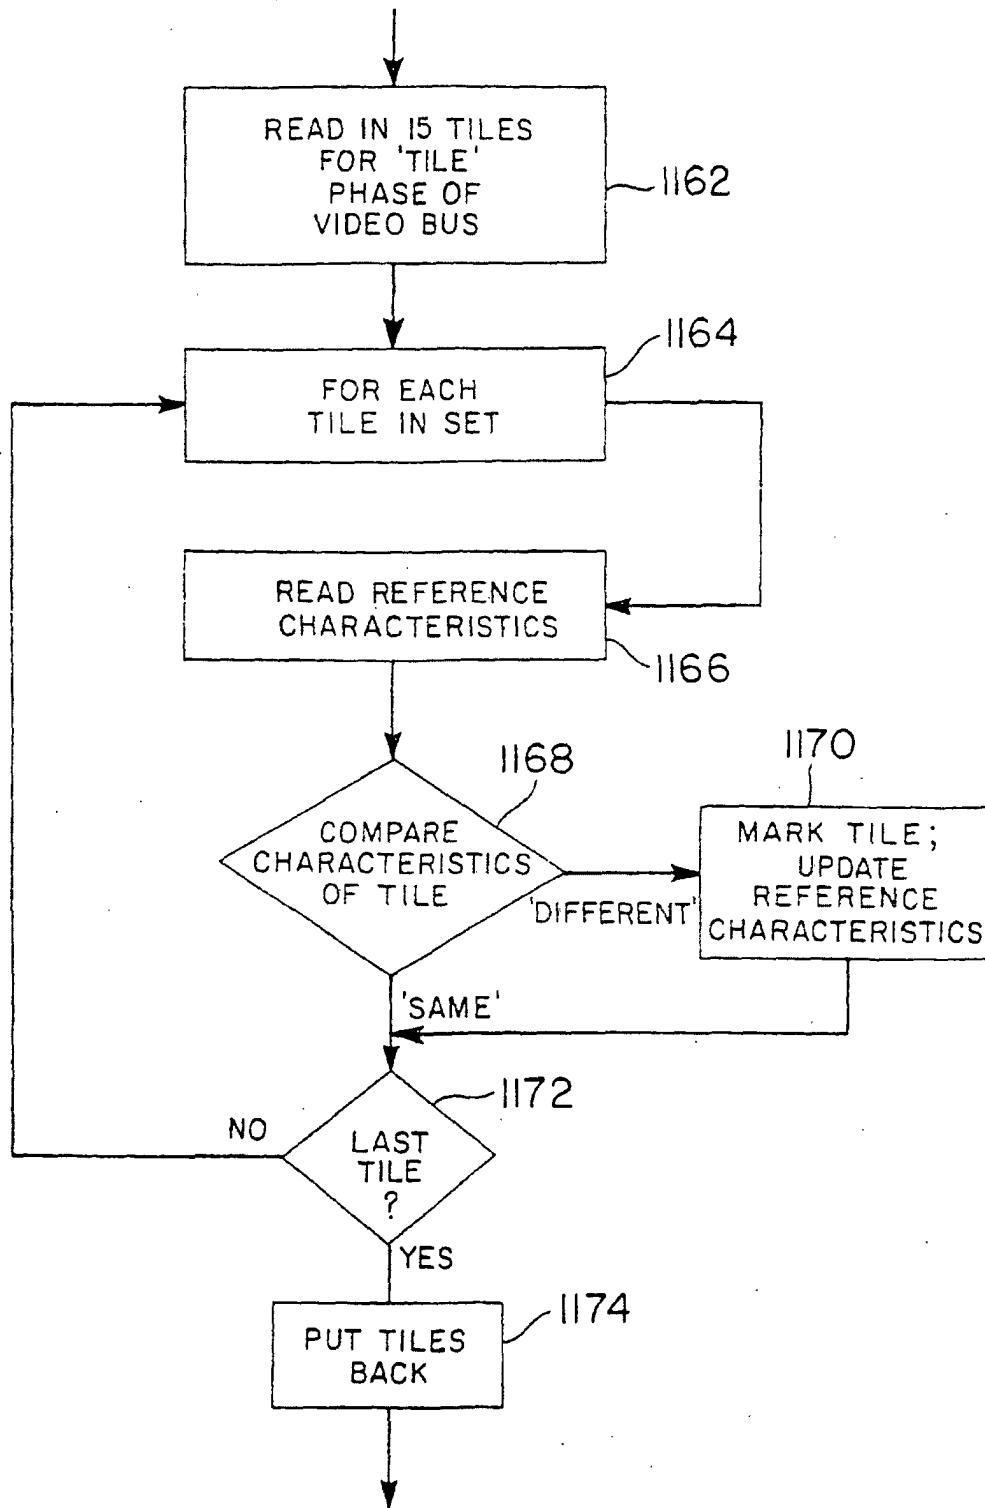 READ IN 15 TILES
FOR 'TILE'
PHASE OF
VIDEO BUS
1162
1164
FOR EACH
TILE IN SET
READ REFERENCE
CHARACTERISTICS
1166
1168
COMPARE
CHARACTERISTICS
OF TILE
'DIFFERENT'
1170
MARK TILE;
UPDATE
REFERENCE
CHARACTERISTICS
'SAME'
1172
LAST
TILE
?
NO
YES
1174
PUT TILES
BACK